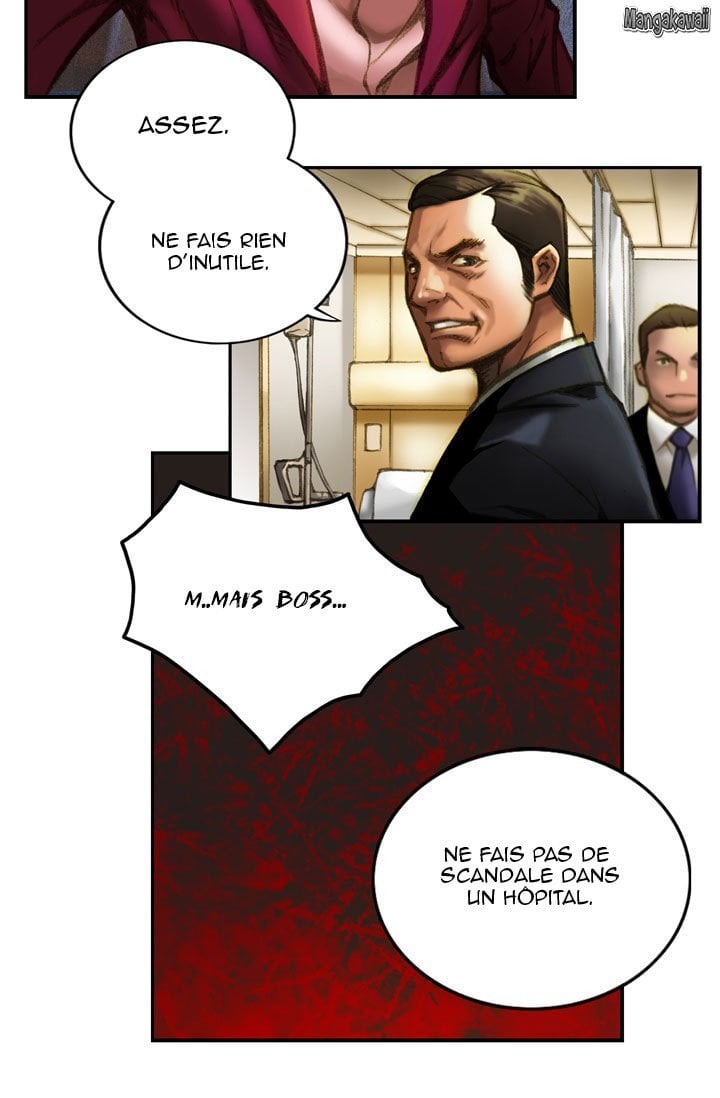 Mangakawaii
ASSEZ.
NE FAIS RIEN
D'INUTILE.
M..MAIS BOSS...
NE FAIS PAS DE
SCANDALE DANS
UN HÔPITAL.